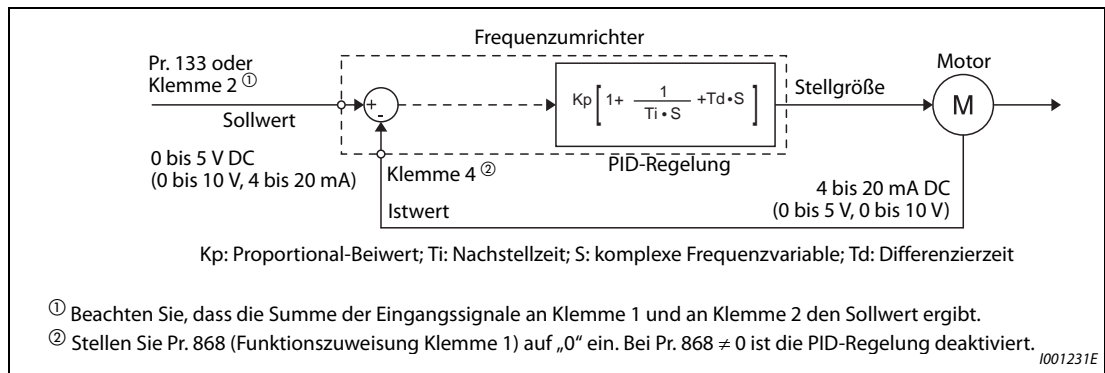 Frequenzumrichter
Pr. 133 oder
Klemme 2 ①
Motor
+
-
Kp [ 1+ 1 / Ti • S +Td•S ]
Stellgröße
M
Sollwert
PID-Regelung
0 bis 5 V DC
(0 bis 10 V, 4 bis 20 mA)
Klemme 4 ②
4 bis 20 mA DC
(0 bis 5 V, 0 bis 10 V)
Istwert
Kp: Proportional-Beiwert; Ti: Nachstellzeit; S: komplexe Frequenzvariable; Td: Differenzierzeit
① Beachten Sie, dass die Summe der Eingangssignale an Klemme 1 und an Klemme 2 den Sollwert ergibt.
② Stellen Sie Pr. 868 (Funktionszuweisung Klemme 1) auf „0“ ein. Bei Pr. 868 ≠ 0 ist die PID-Regelung deaktiviert.
I001231E